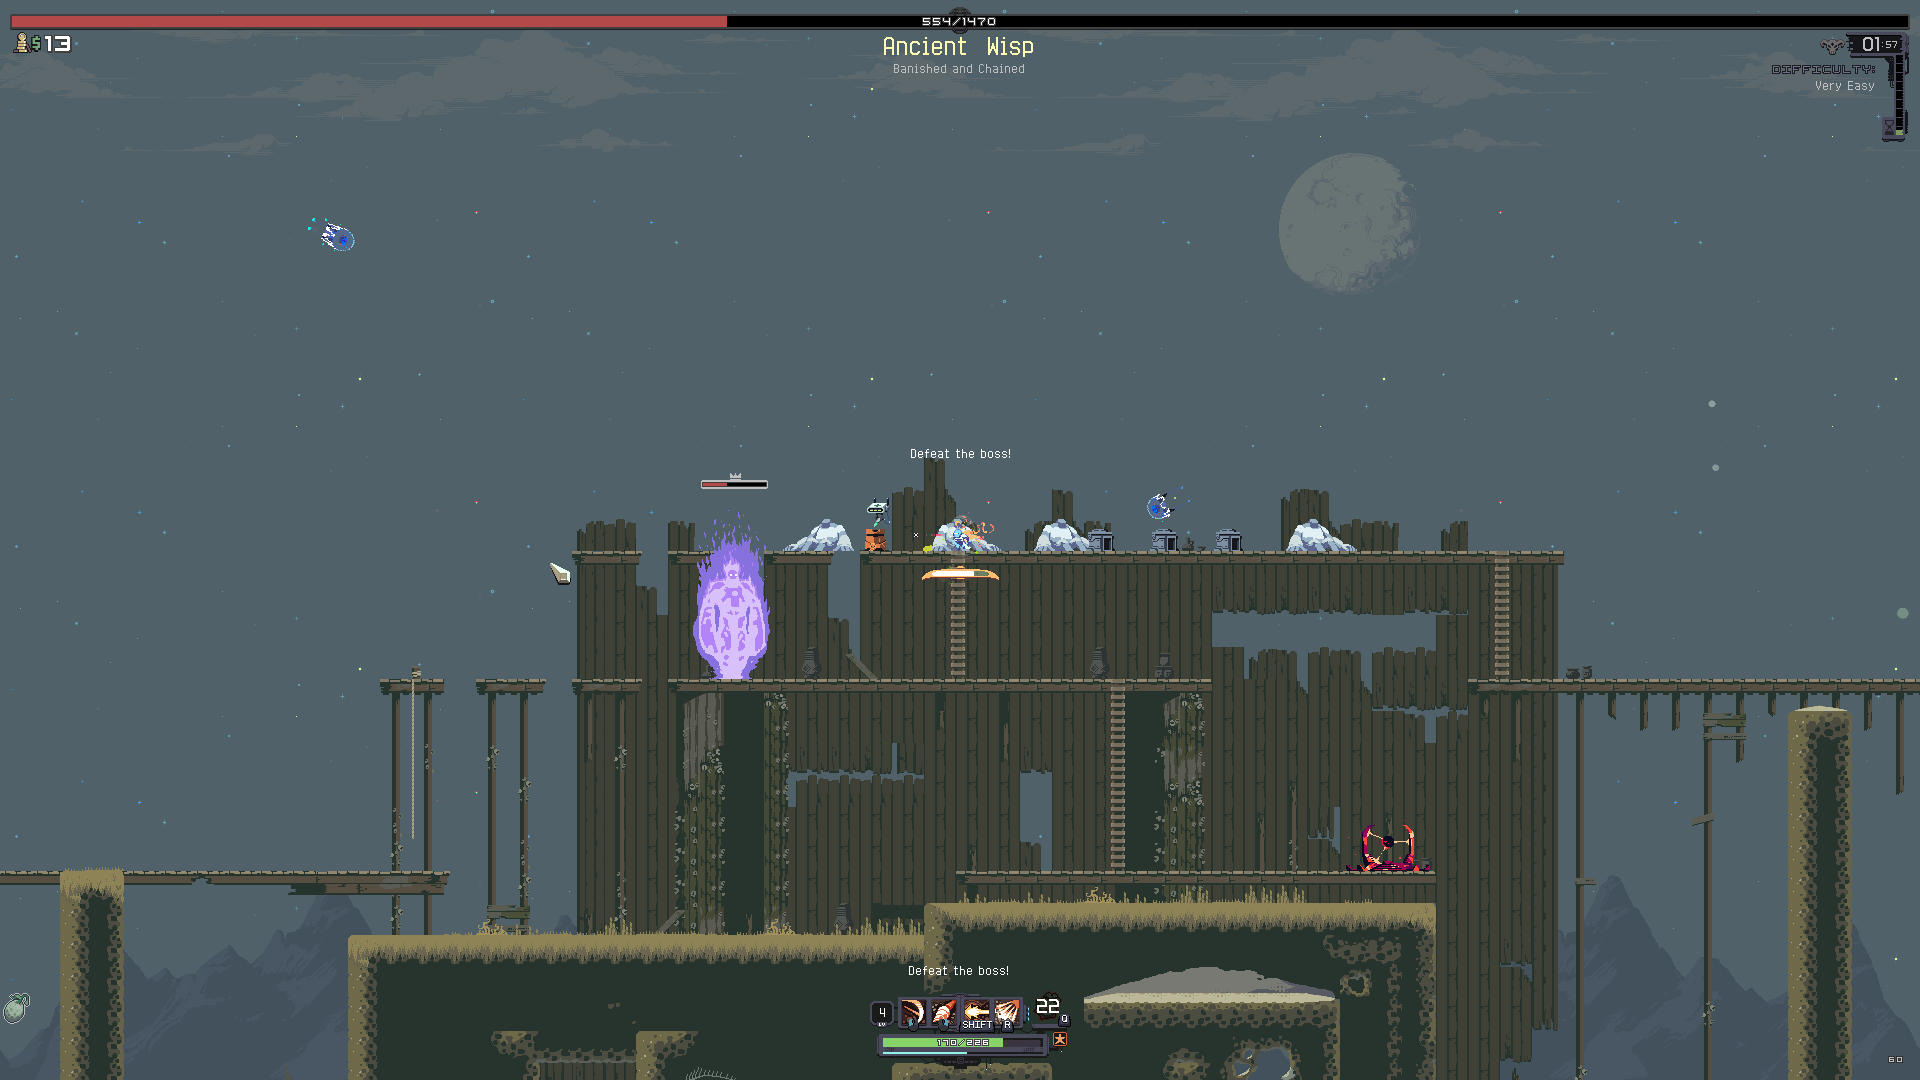 554/1470
$13
Ancient Wisp
Banished and Chained
01:57
DIFFICULTY:
Very Easy
Defeat the boss!
Defeat the boss!
4
SHIFT
R
22
Q
170/226
60